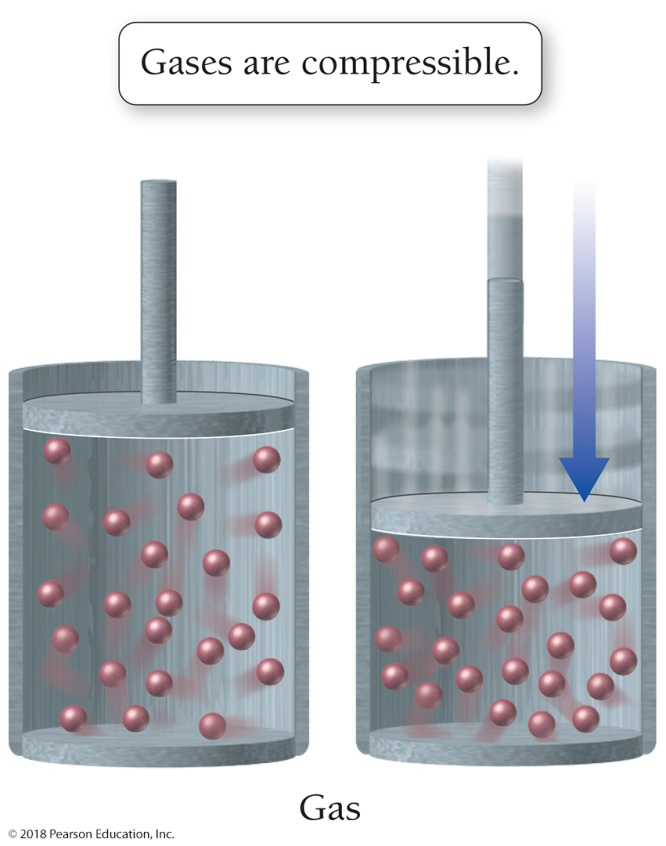 Gases are compressible.
Gas
© 2018 Pearson Education, Inc.